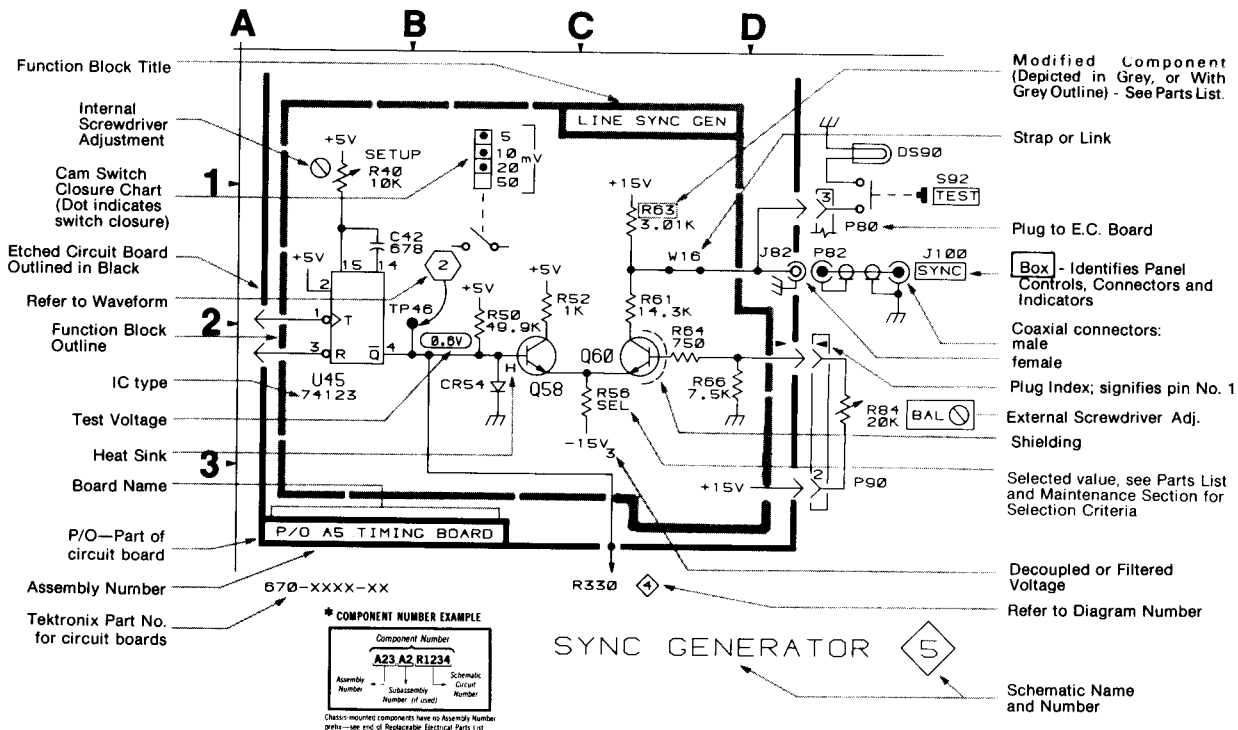 A
B
C
D
1
2
3
Function Block Title
Internal
Screwdriver
Adjustment
Cam Switch
Closure Chart
(Dot indicates
switch closure)
Etched Circuit Board
Outlined in Black
Refer to Waveform
Function Block
Outline
IC type
Test Voltage
Heat Sink
Board Name
P/O—Part of
circuit board
Assembly Number
Tektronix Part No.
for circuit boards
LINE SYNC GEN
+5V
SETUP
R40
10K
5
10
20
50
mV
C42
678
15
14
+5V
2
1
T
3
R
Q
4
U45
74123
2
TP46
+5V
R50
49.9K
0.6V
CR54
H
+5V
R52
1K
Q58
Q60
R56
SEL
-15V
3
+15V
R63
3.01K
W16
R61
14.3K
R64
750
R66
7.5K
+15V
DS90
S92
TEST
3
P80
J82
P82
J100
SYNC
R84
20K
BAL
2
P90
P/O A5 TIMING BOARD
670-XXXX-XX
R330
4
SYNC GENERATOR
5
Modified Component
(Depicted in Grey, or With
Grey Outline) - See Parts List.
Strap or Link
Plug to E.C. Board
Box - Identifies Panel
Controls, Connectors and
Indicators
Coaxial connectors:
male
female
Plug Index; signifies pin No. 1
External Screwdriver Adj.
Shielding
Selected value, see Parts List
and Maintenance Section for
Selection Criteria
Decoupled or Filtered
Voltage
Refer to Diagram Number
Schematic Name
and Number
* COMPONENT NUMBER EXAMPLE
Component Number
A23 A2 R1234
Assembly
Number
Subassembly
Number (if used)
Schematic
Circuit
Number
Chassis-mounted components have no Assembly Number
prefix—see end of Replaceable Electrical Parts List